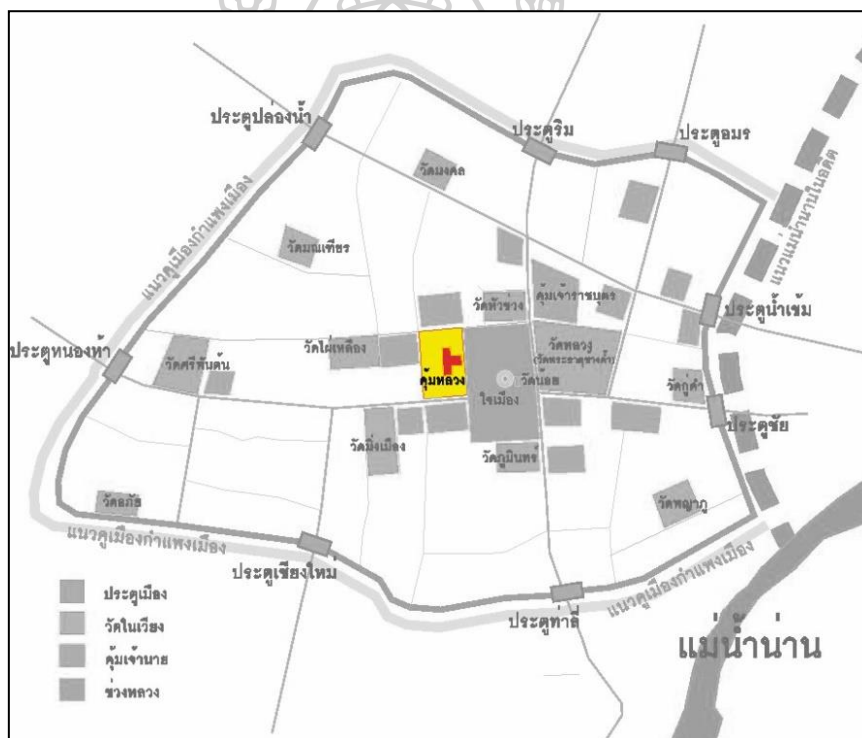 ประตูปล่องน้ำ
ประตูริม
ประตูอมร
วัดมงคล
แนวแม่น้ำน่านในอดีต
แนวคูเมืองกำแพงเมือง
วัดมณเฑียร
วัดหัวข่วง
คุ้มเจ้าราชบุตร
ประตูน้ำเข้ม
ประตูหนองห้า
วัดศรีพันต้น
วัดไผ่เหลือง
วัดหลวง
(วัดพระธาตุช้างค้ำ)
คุ้มหลวง
วัดน้อย
ใจเมือง
วัดกู่คำ
ประตูชัย
วัดมิ่งเมือง
วัดภูมินทร์
วัดอภัย
วัดพญาภู
แนวคูเมืองกำแพงเมือง
ประตูเชียงใหม่
แนวคูเมืองกำแพงเมือง
ประตูท่าลี่
แม่น้ำน่าน
ประตูเมือง
วัดในเวียง
คุ้มเจ้านาย
ข่วงหลวง